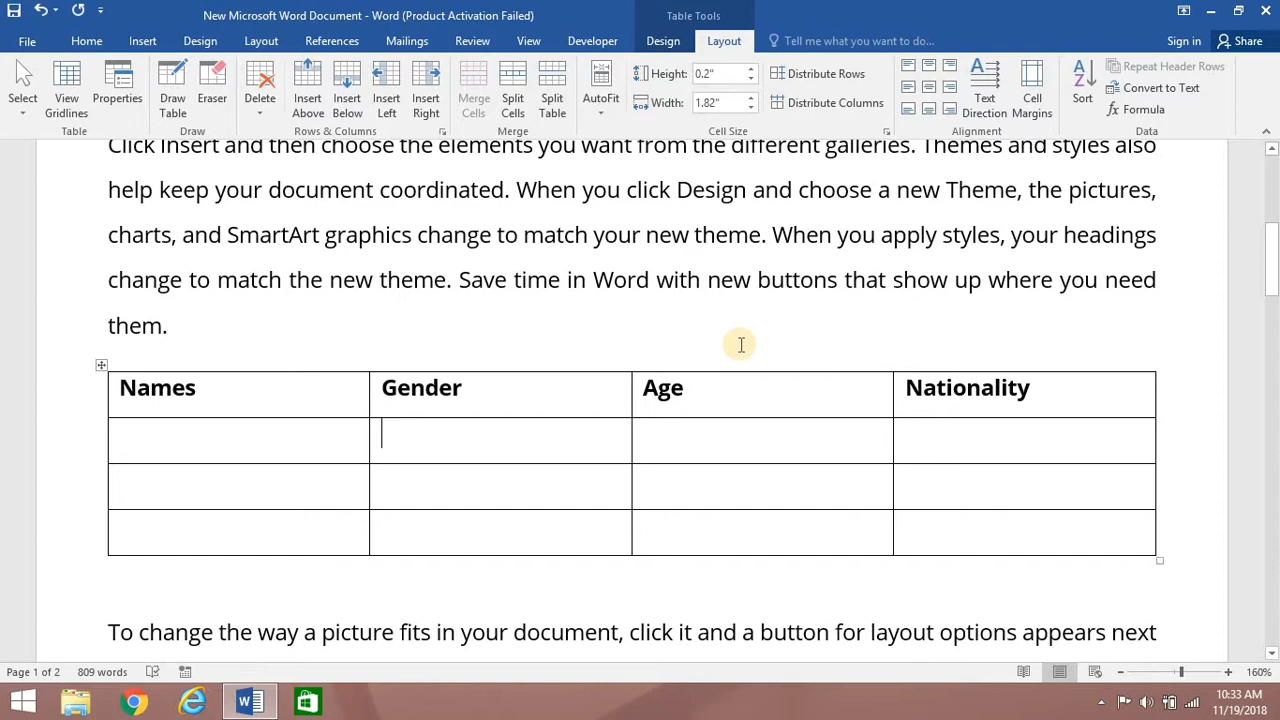 New Microsoft Word Document - Word (Product Activation Failed)
Table Tools
File Home Insert Design Layout References Mailings Review View Developer Design Layout Tell me what you want to do... Sign in Share
Select
View Gridlines
Properties
Draw Table
Eraser
Delete
Insert Above
Insert Below
Insert Left
Insert Right
Merge Cells
Split Cells
Split Table
AutoFit
Height: 0.2"
Width: 1.82"
Distribute Rows
Distribute Columns
Text Direction
Cell Margins
Sort
Repeat Header Rows
Convert to Text
Formula
Table Draw Rows & Columns Merge Cell Size Alignment Data
Click Insert and then choose the elements you want from the different galleries. Themes and styles also
help keep your document coordinated. When you click Design and choose a new Theme, the pictures,
charts, and SmartArt graphics change to match your new theme. When you apply styles, your headings
change to match the new theme. Save time in Word with new buttons that show up where you need
them.
Names Gender Age Nationality
To change the way a picture fits in your document, click it and a button for layout options appears next
Page 1 of 2 809 words 160%
10:33 AM
11/19/2018